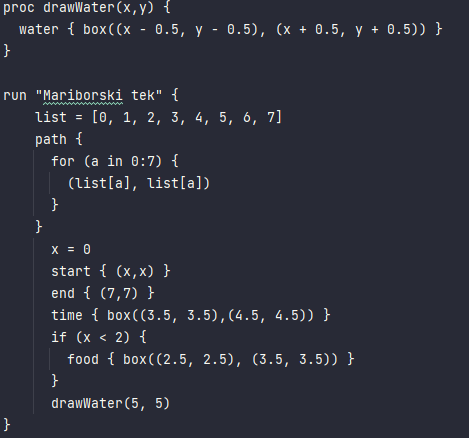 proc drawWater(x,y) {
  water { box((x - 0.5, y - 0.5), (x + 0.5, y + 0.5)) }
}

run "Mariborski tek" {
    list = [0, 1, 2, 3, 4, 5, 6, 7]
    path {
      for (a in 0:7) {
        (list[a], list[a])
      }
    }
      x = 0
      start { (x,x) }
      end { (7,7) }
      time { box((3.5, 3.5),(4.5, 4.5)) }
      if (x < 2) {
        food { box((2.5, 2.5), (3.5, 3.5)) }
      }
      drawWater(5, 5)
}